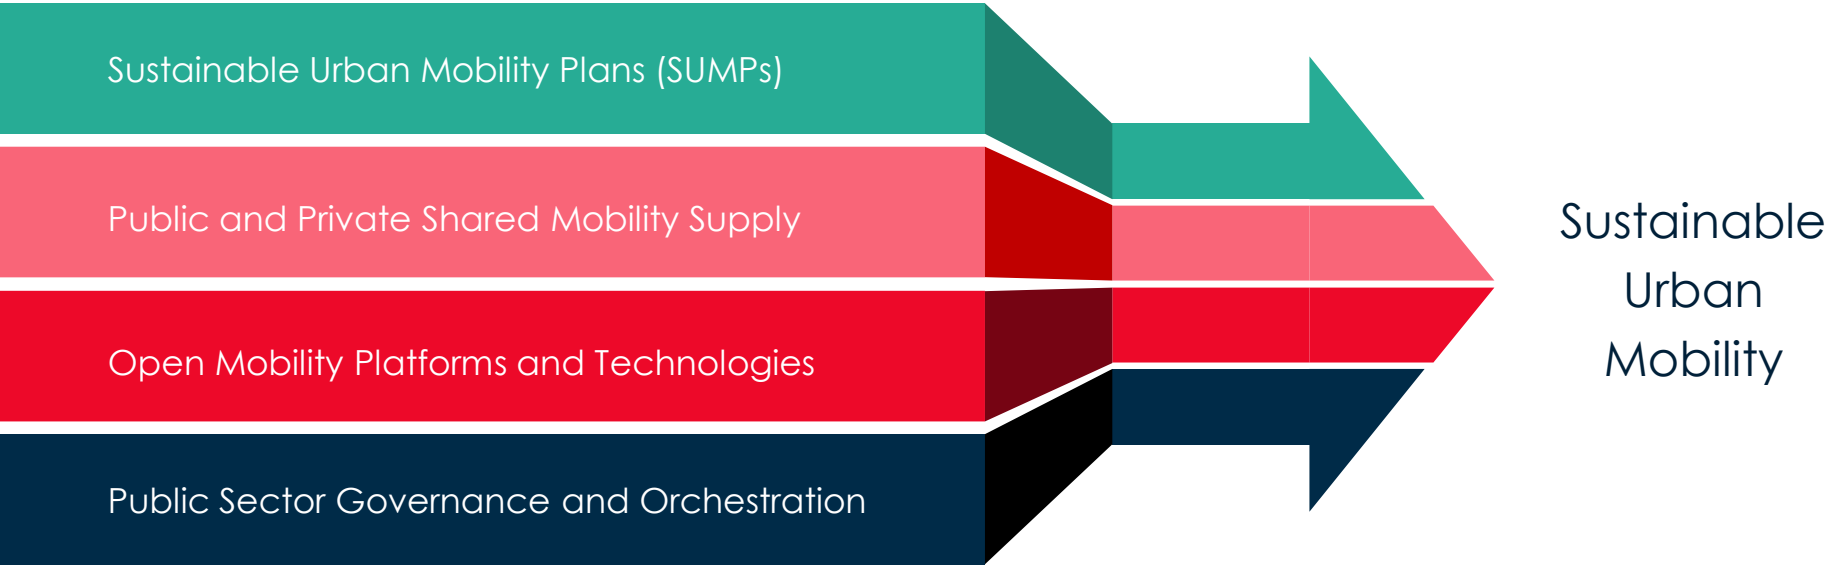 Sustainable Urban Mobility Plans (SUMPs)
Public and Private Shared Mobility Supply
Open Mobility Platforms and Technologies
Public Sector Governance and Orchestration
Sustainable
Urban
Mobility